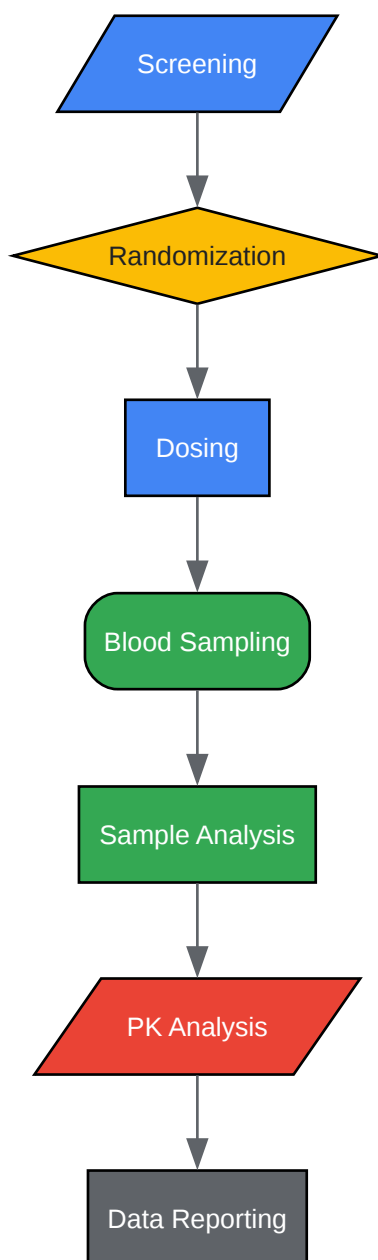 Screening
Randomization
Dosing
Blood Sampling
Sample Analysis
PK Analysis
Data Reporting